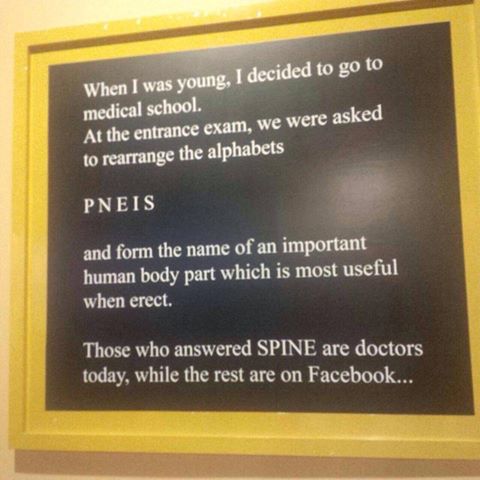 When I was young, I decided to go to
medical school.
At the entrance exam, we were asked
to rearrange the alphabets
P N E I S
and form the name of an important
human body part which is most useful
when erect.
Those who answered SPINE are doctors
today, while the rest are on Facebook...